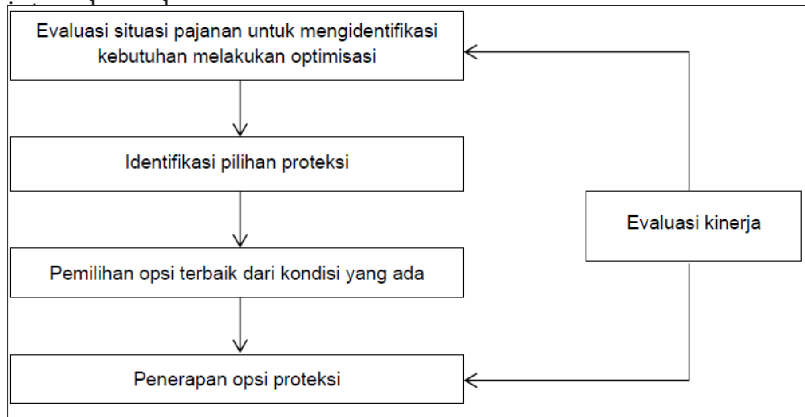 Evaluasi situasi pajanan untuk mengidentifikasi
kebutuhan melakukan optimisasi
Identifikasi pilihan proteksi
Evaluasi kinerja
Pemilihan opsi terbaik dari kondisi yang ada
Penerapan opsi proteksi